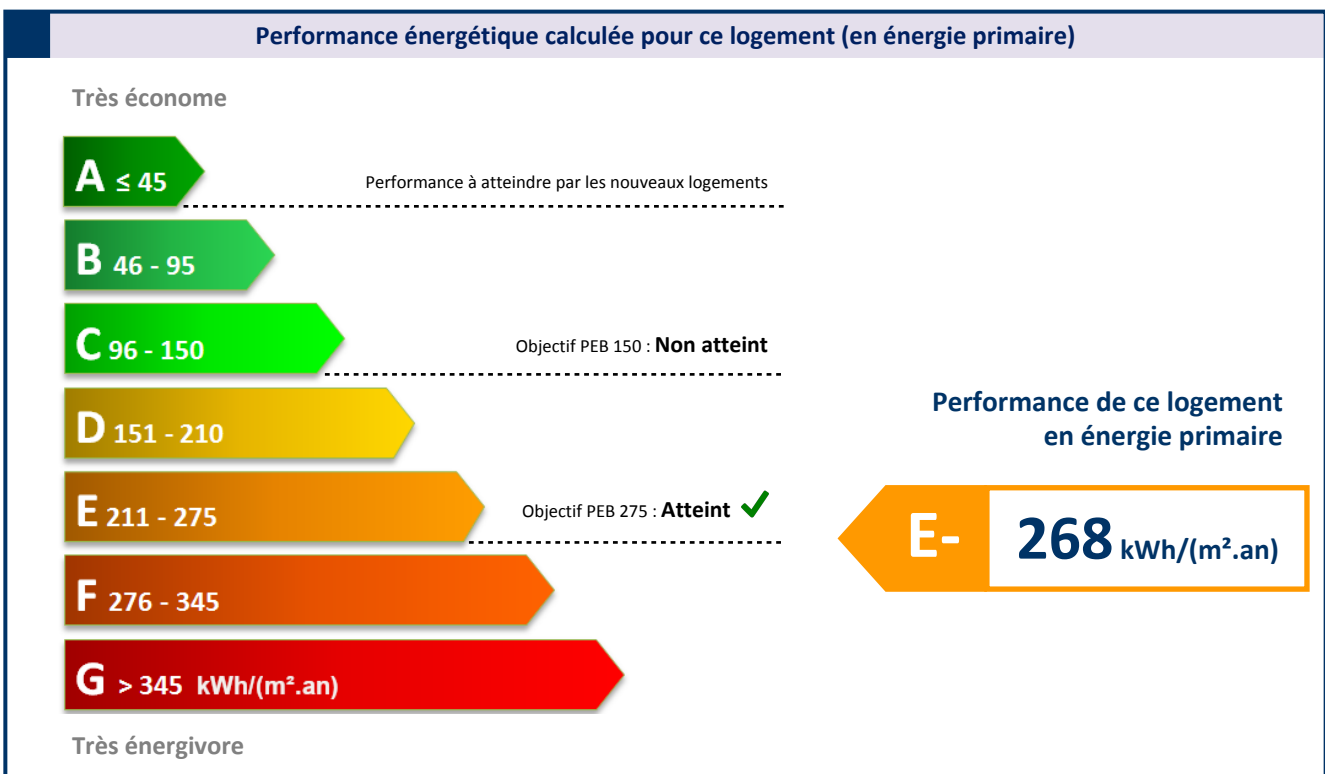 Performance énergétique calculée pour ce logement (en énergie primaire)
Très économe
A ≤ 45
Performance à atteindre par les nouveaux logements
B 46 - 95
C 96 - 150
Objectif PEB 150 : Non atteint
D 151 - 210
Performance de ce logement
en énergie primaire
E 211 - 275
Objectif PEB 275 : Atteint ✓
E- 268 kWh/(m².an)
F 276 - 345
G > 345 kWh/(m².an)
Très énergivore